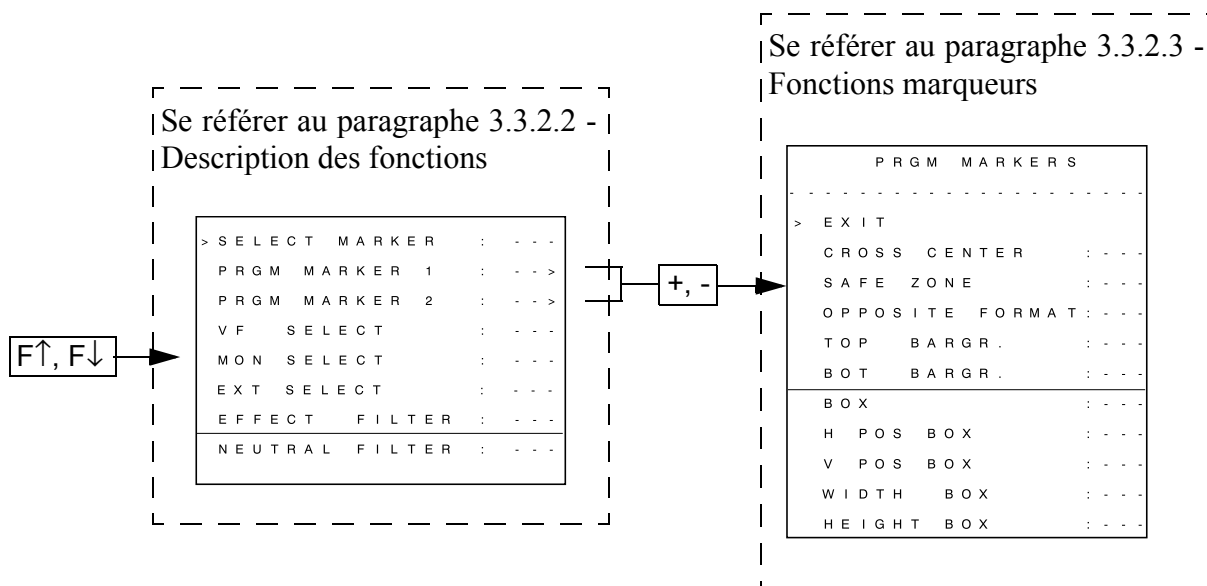 Se référer au paragraphe 3.3.2.3 -
Fonctions marqueurs
Se référer au paragraphe 3.3.2.2 -
Description des fonctions
F↑, F↓
> SELECT MARKER : - - -
PRGM MARKER 1 : - - >
PRGM MARKER 2 : - - >
VF SELECT : - - -
MON SELECT : - - -
EXT SELECT : - - -
EFFECT FILTER : - - -
NEUTRAL FILTER : - - -
+, -
PRGM MARKERS
- - - - - - - - - - - - - - - - - - - - -
> EXIT
CROSS CENTER : - - -
SAFE ZONE : - - -
OPPOSITE FORMAT : - - -
TOP BARGR. : - - -
BOT BARGR. : - - -
BOX : - - -
H POS BOX : - - -
V POS BOX : - - -
WIDTH BOX : - - -
HEIGHT BOX : - - -